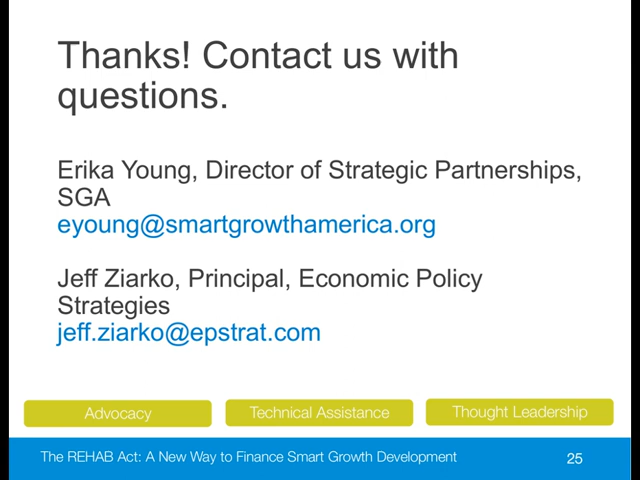 Thanks! Contact us with
questions.
Erika Young, Director of Strategic Partnerships,
SGA
eyoung@smartgrowthamerica.org
Jeff Ziarko, Principal, Economic Policy
Strategies
jeff.ziarko@epstrat.com
Advocacy
Technical Assistance
Thought Leadership
The REHAB Act: A New Way to Finance Smart Growth Development
25